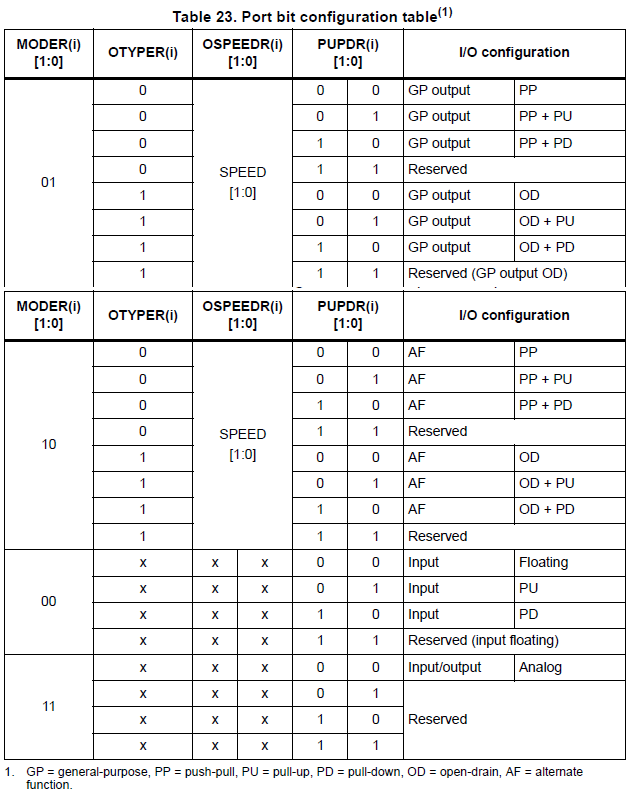 Table 23. Port bit configuration table(1)
MODER(i) [1:0] OTYPER(i) OSPEEDR(i) [1:0] PUPDR(i) [1:0] I/O configuration
01 0 SPEED [1:0] 0 0 GP output PP
0 0 1 GP output PP + PU
0 1 0 GP output PP + PD
0 1 1 Reserved
1 0 0 GP output OD
1 0 1 GP output OD + PU
1 1 0 GP output OD + PD
1 1 1 Reserved (GP output OD)
MODER(i) [1:0] OTYPER(i) OSPEEDR(i) [1:0] PUPDR(i) [1:0] I/O configuration
10 0 SPEED [1:0] 0 0 AF PP
0 0 1 AF PP + PU
0 1 0 AF PP + PD
0 1 1 Reserved
1 0 0 AF OD
1 0 1 AF OD + PU
1 1 0 AF OD + PD
1 1 1 Reserved
00 x x x 0 0 Input Floating
x x x 0 1 Input PU
x x x 1 0 Input PD
x x x 1 1 Reserved (input floating)
11 x x x 0 0 Input/output Analog
x x x 0 1 Reserved
x x x 1 0
x x x 1 1
1. GP = general-purpose, PP = push-pull, PU = pull-up, PD = pull-down, OD = open-drain, AF = alternate
function.